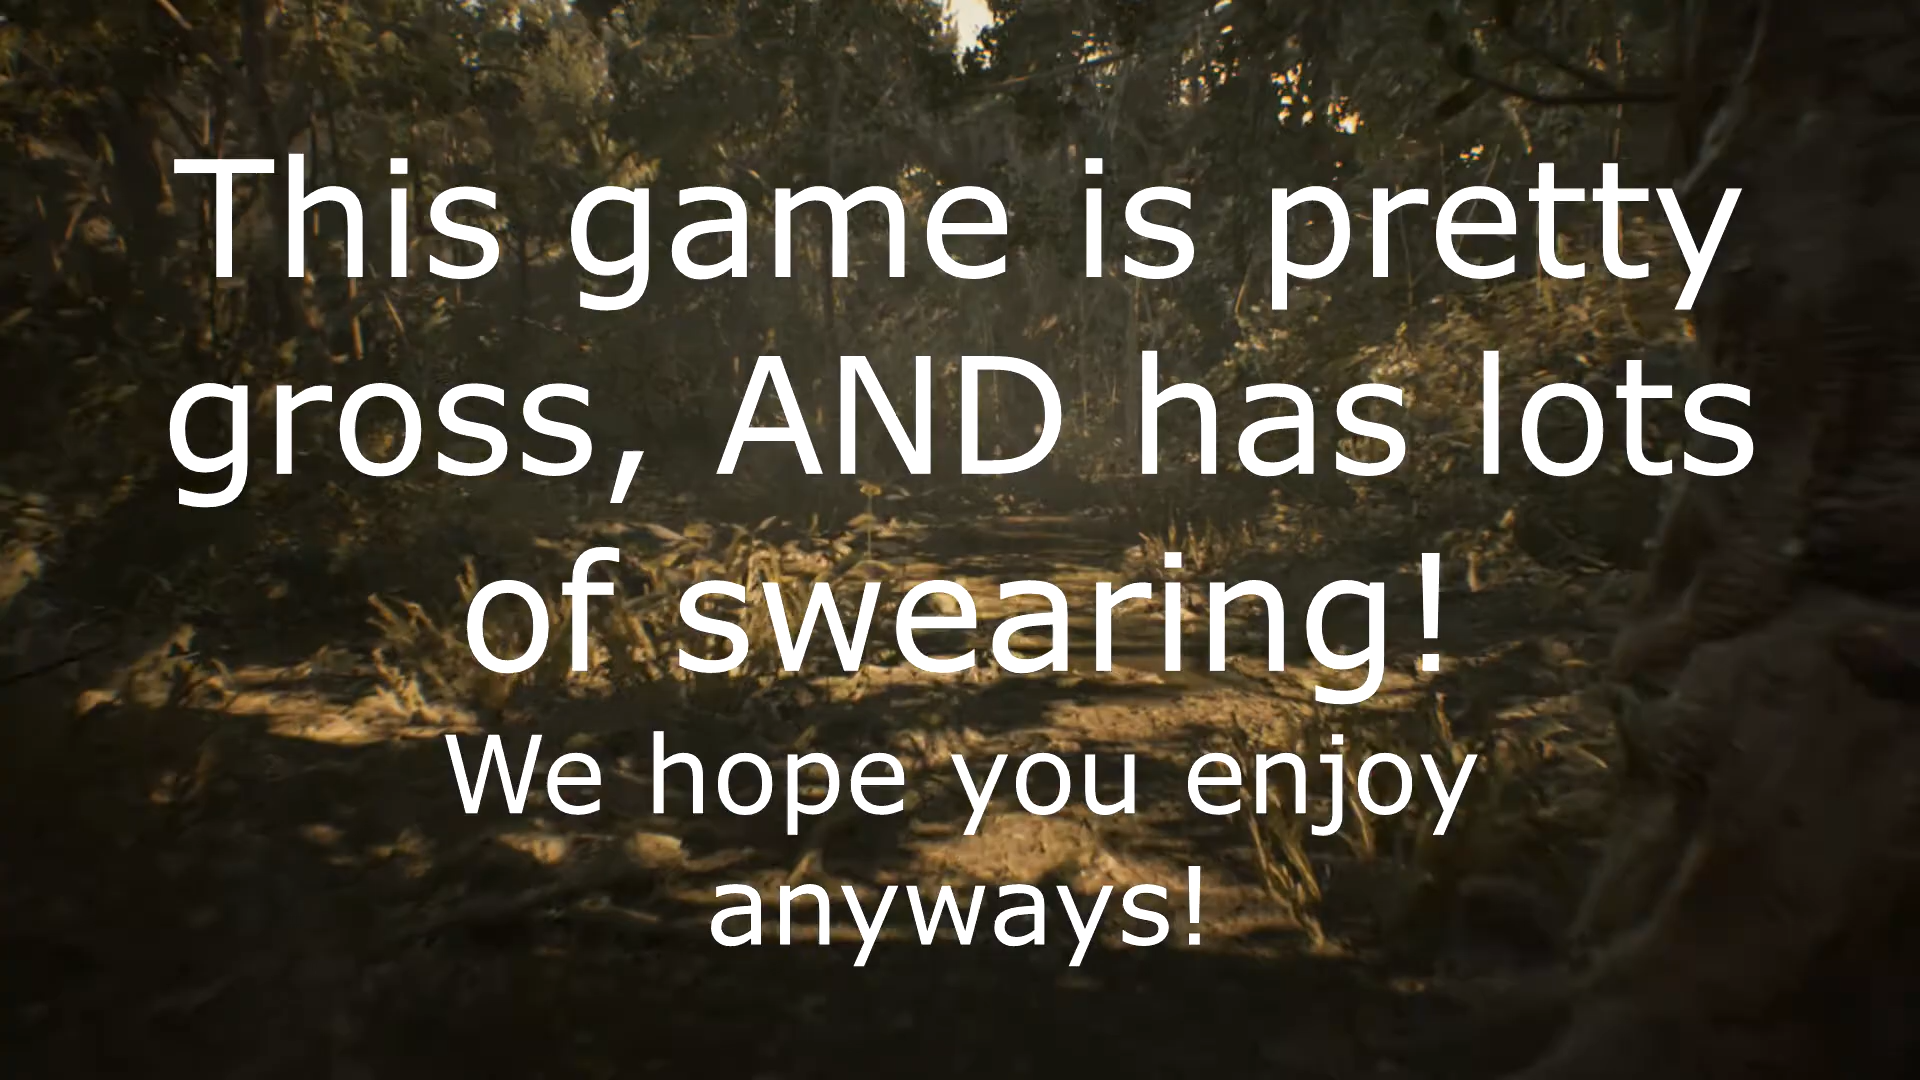 This game is pretty
gross, AND has lots
of swearing!
We hope you enjoy
anyways!